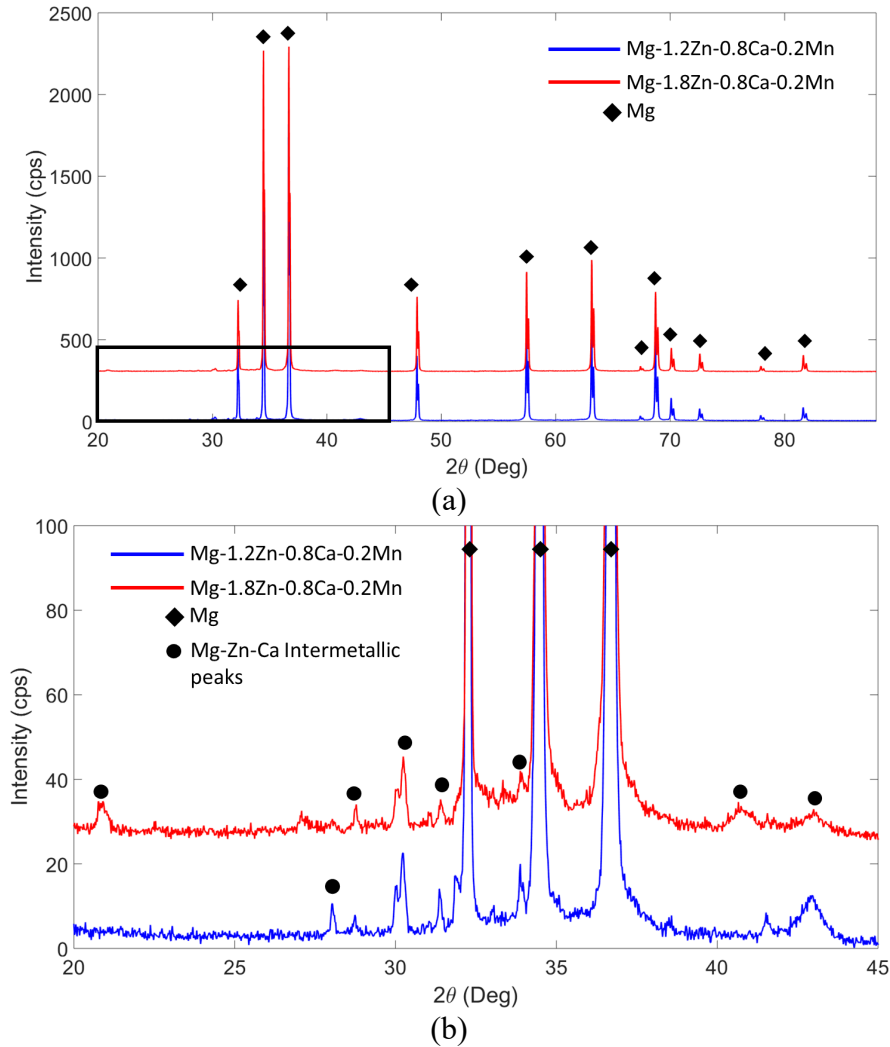 2500
2000
1500
1000
500
0
Intensity (cps)
Mg-1.2Zn-0.8Ca-0.2Mn
Mg-1.8Zn-0.8Ca-0.2Mn
Mg
20 30 40 50 60 70 80
2θ (Deg)
(a)
100
80
60
40
20
0
Intensity (cps)
Mg-1.2Zn-0.8Ca-0.2Mn
Mg-1.8Zn-0.8Ca-0.2Mn
Mg
Mg-Zn-Ca Intermetallic
peaks
20 25 30 35 40 45
2θ (Deg)
(b)